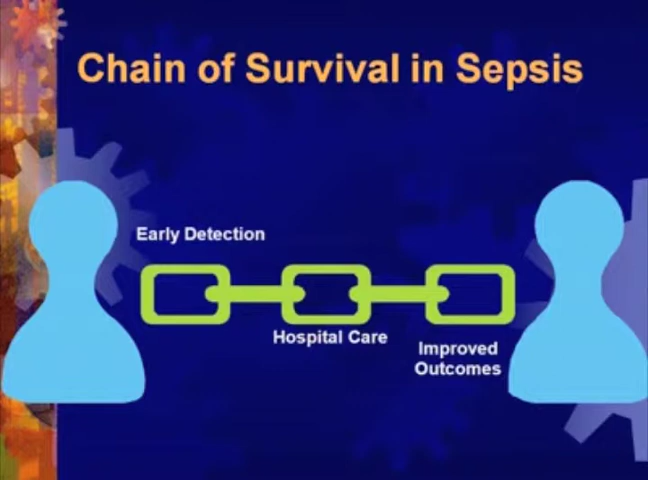 Chain of Survival in Sepsis
Early Detection
Hospital Care
Improved
Outcomes